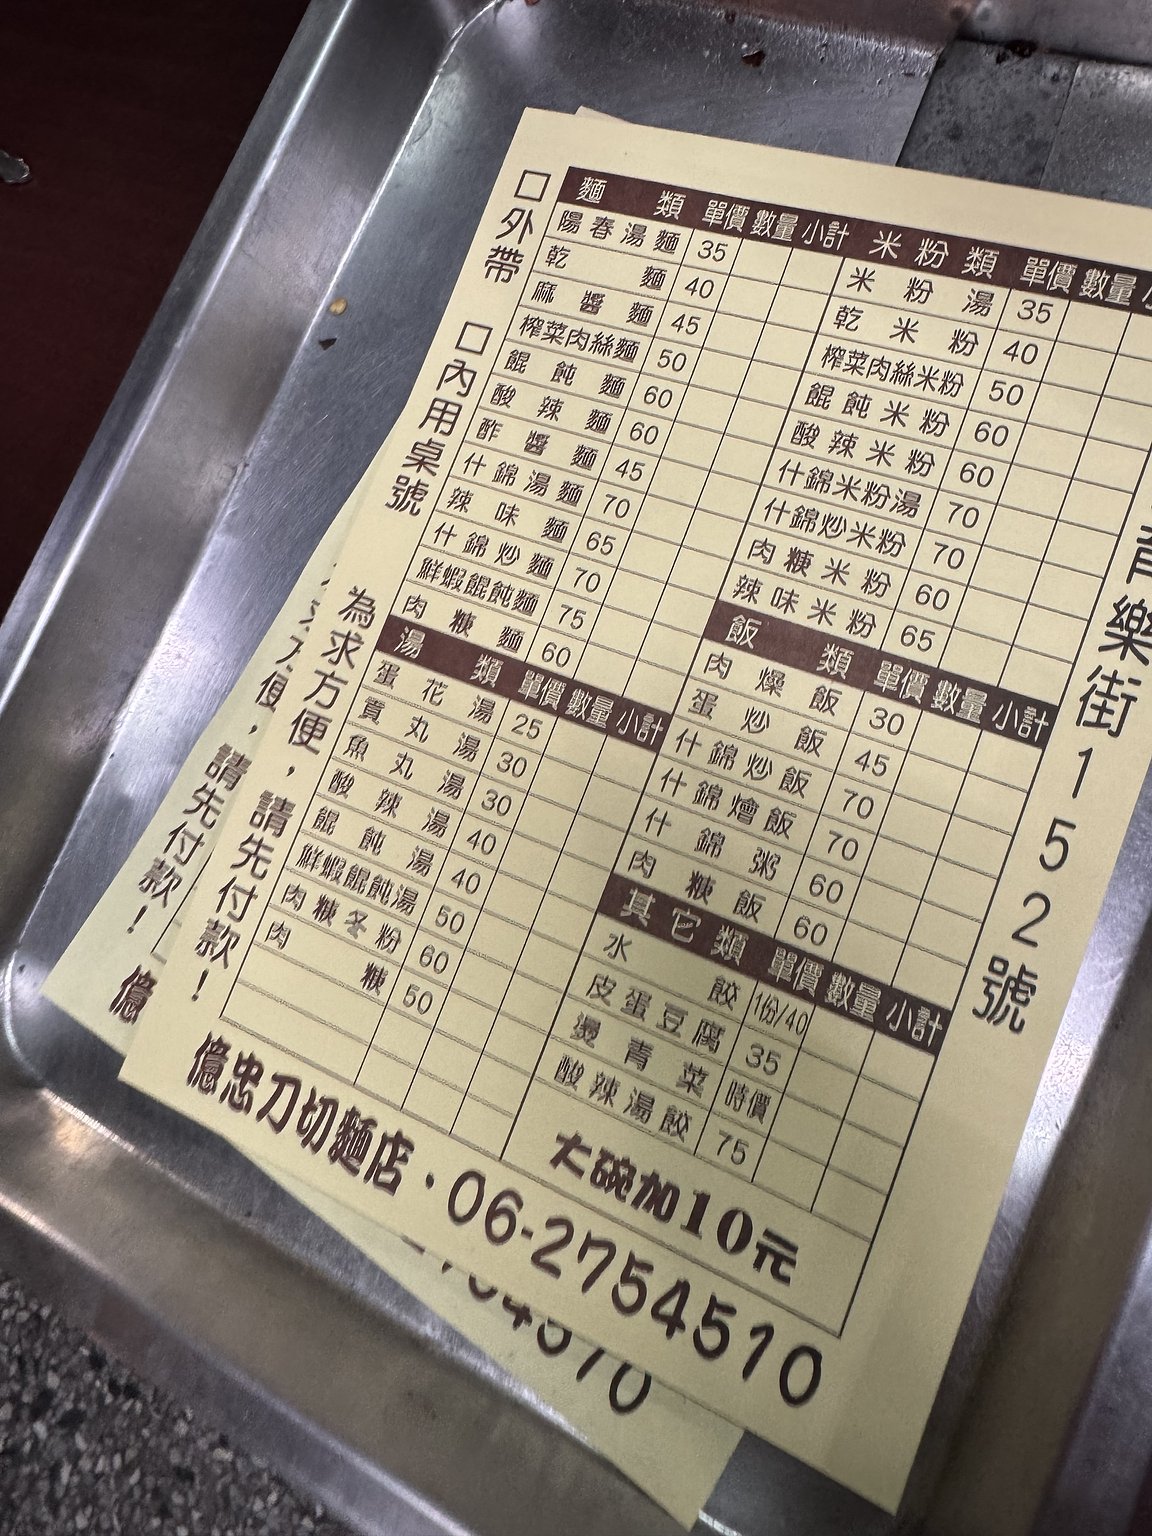 □外帶
□內用桌號
為求方便，請先付款！
麵類 單價 數量 小計
陽春湯麵 35
乾麵 40
麻醬麵 45
榨菜肉絲麵 50
餛飩麵 60
酸辣麵 60
酢醬麵 45
什錦湯麵 70
辣味麵 65
什錦炒麵 70
鮮蝦餛飩麵 75
肉焿麵 60
湯類 單價 數量 小計
蛋花湯 25
貢丸湯 30
魚丸湯 30
酸辣湯 40
餛飩湯 40
鮮蝦餛飩湯 50
肉焿冬粉 60
肉焿 50
米粉類 單價 數量
米粉湯 35
乾米粉 40
榨菜肉絲米粉 50
餛飩米粉 60
酸辣米粉 60
什錦米粉湯 70
什錦炒米粉 70
肉焿米粉 60
辣味米粉 65
飯類 單價 數量 小計
肉燥飯 30
蛋炒飯 45
什錦炒飯 70
什錦燴飯 70
什錦粥 60
肉焿飯 60
其它類 單價 數量 小計
水餃 1份/40
皮蛋豆腐 35
燙青菜 時價
酸辣湯餃 75
大碗加10元
樂街152號
億忠刀切麵店・06-2754510
便，請先付款！
億